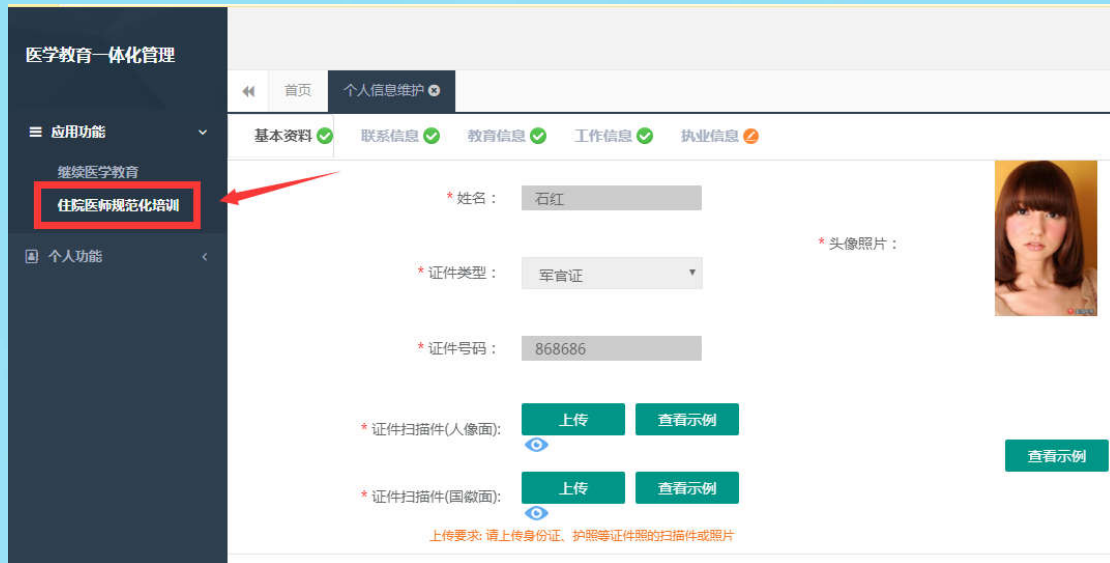 医学教育一体化管理
首页
个人信息维护
应用功能
基本资料
联系信息
教育信息
工作信息
执业信息
继续医学教育
住院医师规范化培训
个人功能
*姓名： 石红
*头像照片：
*证件类型： 军官证
*证件号码： 868686
*证件扫描件(人像面): 上传 查看示例
查看示例
*证件扫描件(国徽面): 上传 查看示例
上传要求: 请上传身份证、护照等证件照的扫描件或照片